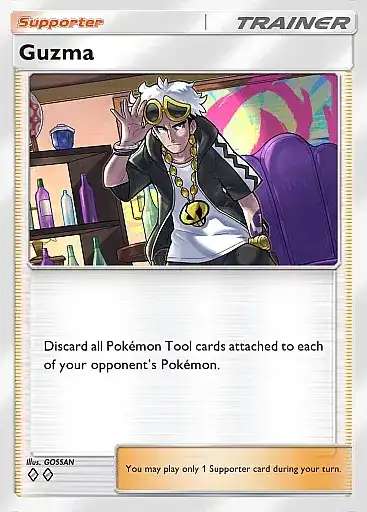 Supporter
TRAINER
Guzma
Discard all Pokémon Tool cards attached to each
of your opponent's Pokémon.
Illus. GOSSAN
You may play only 1 Supporter card during your turn.